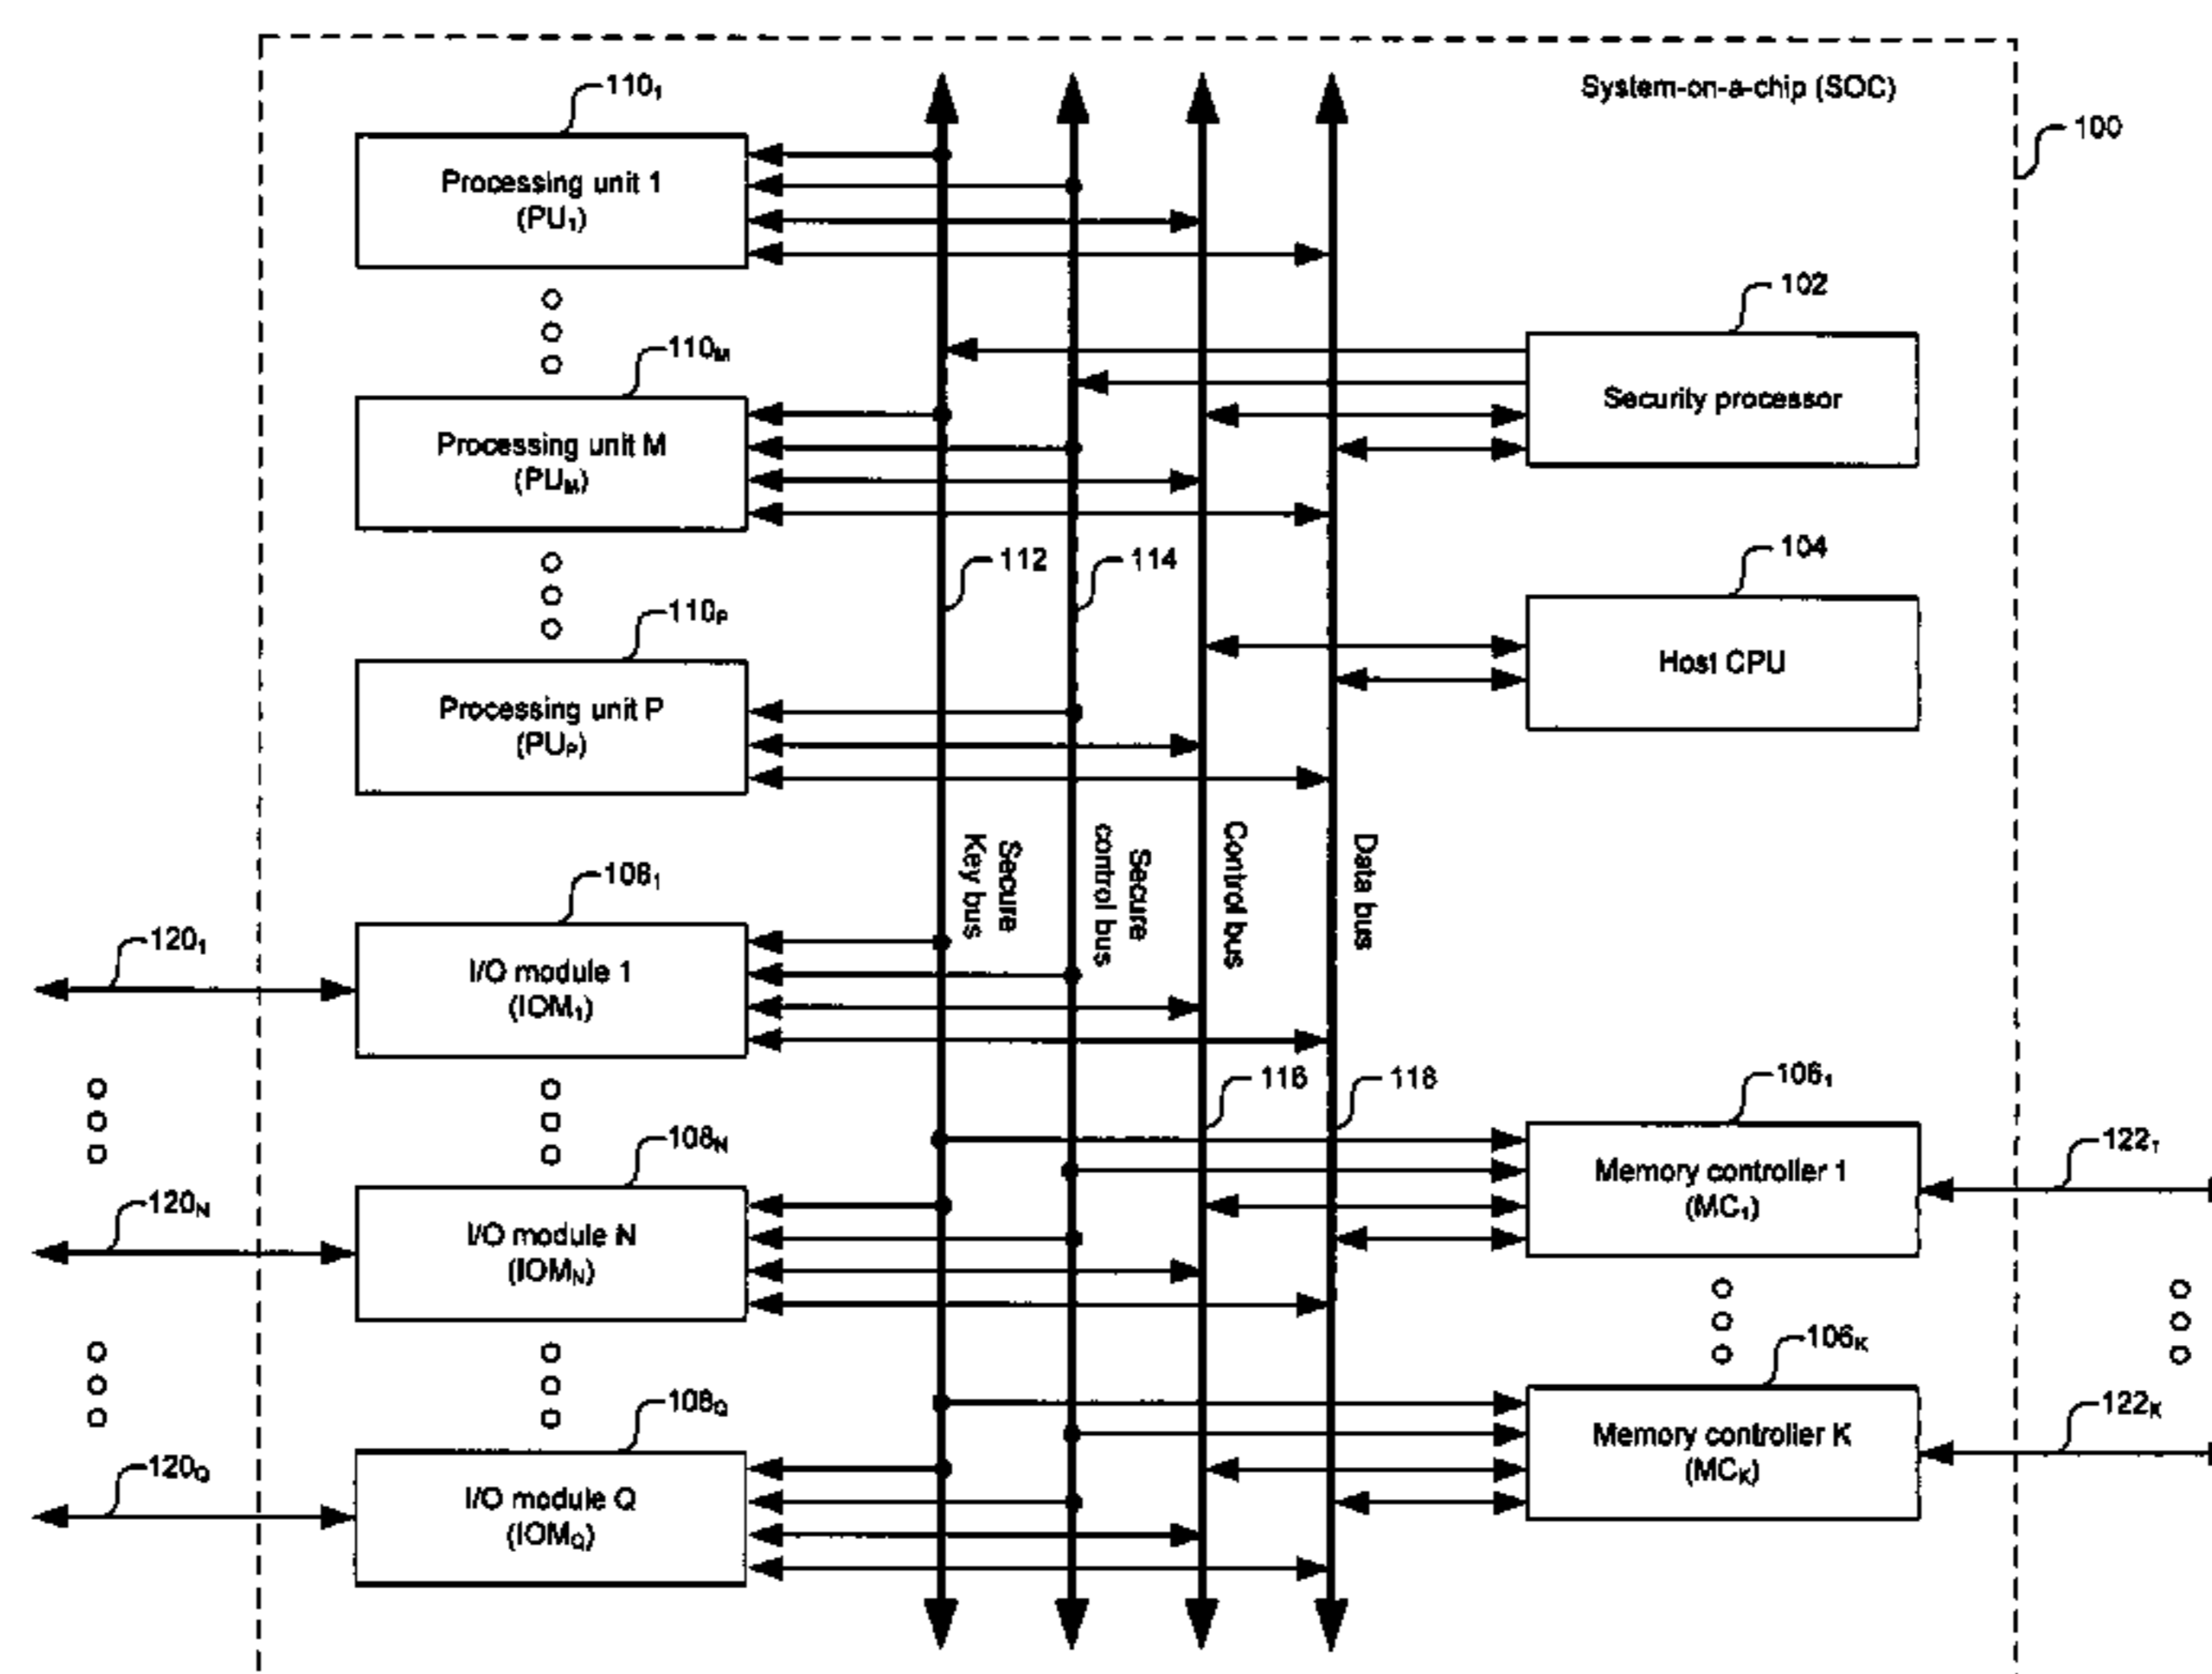 System-on-a-chip (SOC)
100
110₁
Processing unit 1
(PU₁)
102
Security processor
110M
Processing unit M
(PUM)
112
114
104
Host CPU
110P
Processing unit P
(PUP)
Secure
Key bus
Secure
control bus
Control bus
Data bus
108₁
I/O module 1
(IOM₁)
120₁
116
118
106₁
Memory controller 1
(MC₁)
122₁
108N
I/O module N
(IOMN)
120N
106K
Memory controller K
(MCK)
122K
108Q
I/O module Q
(IOMQ)
120Q